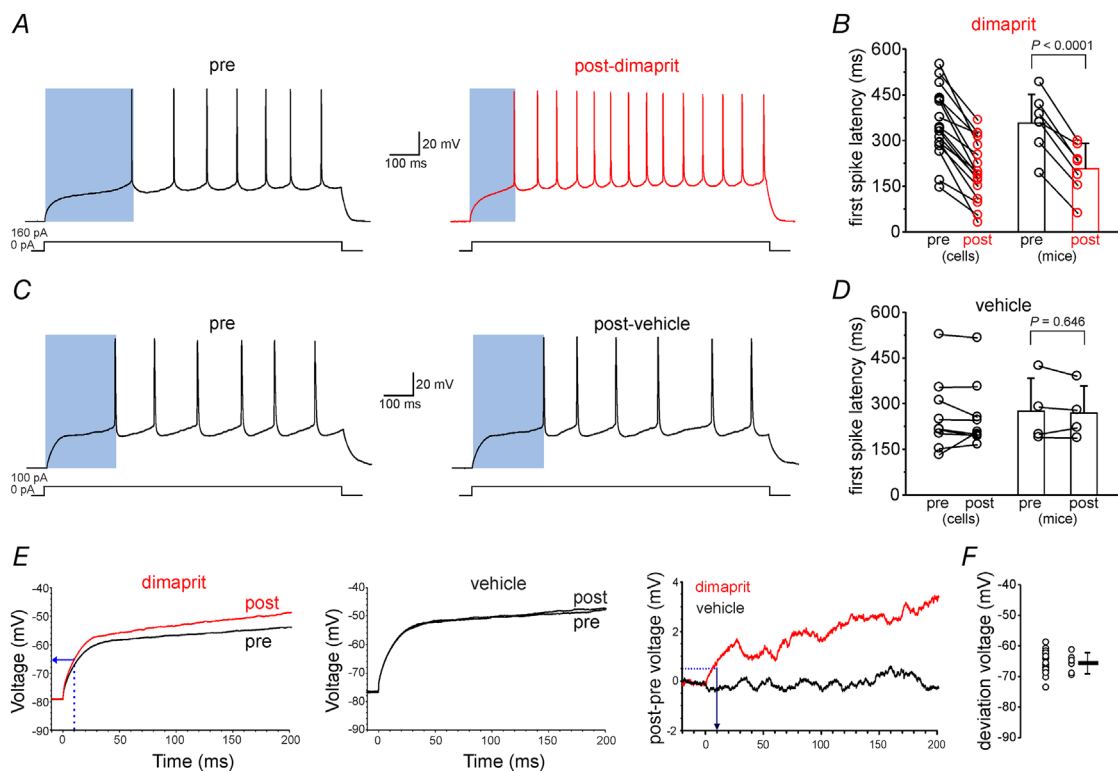 A
pre
post-dimaprit
20 mV
100 ms
160 pA
0 pA
B
dimaprit
P < 0.0001
first spike latency (ms)
600
450
300
150
0
pre post
(cells)
pre post
(mice)
C
pre
post-vehicle
20 mV
100 ms
100 pA
0 pA
D
vehicle
P = 0.646
first spike latency (ms)
600
450
300
150
0
pre post
(cells)
pre post
(mice)
E
dimaprit
post
pre
Voltage (mV)
-40
-50
-60
-70
-80
-90
0 50 100 150 200
Time (ms)
vehicle
post
pre
Voltage (mV)
-40
-50
-60
-70
-80
-90
0 50 100 150 200
Time (ms)
dimaprit
vehicle
post-pre voltage (mV)
4
2
0
-2
0 50 100 150 200
Time (ms)
F
deviation voltage (mV)
-40
-50
-60
-70
-80
-90